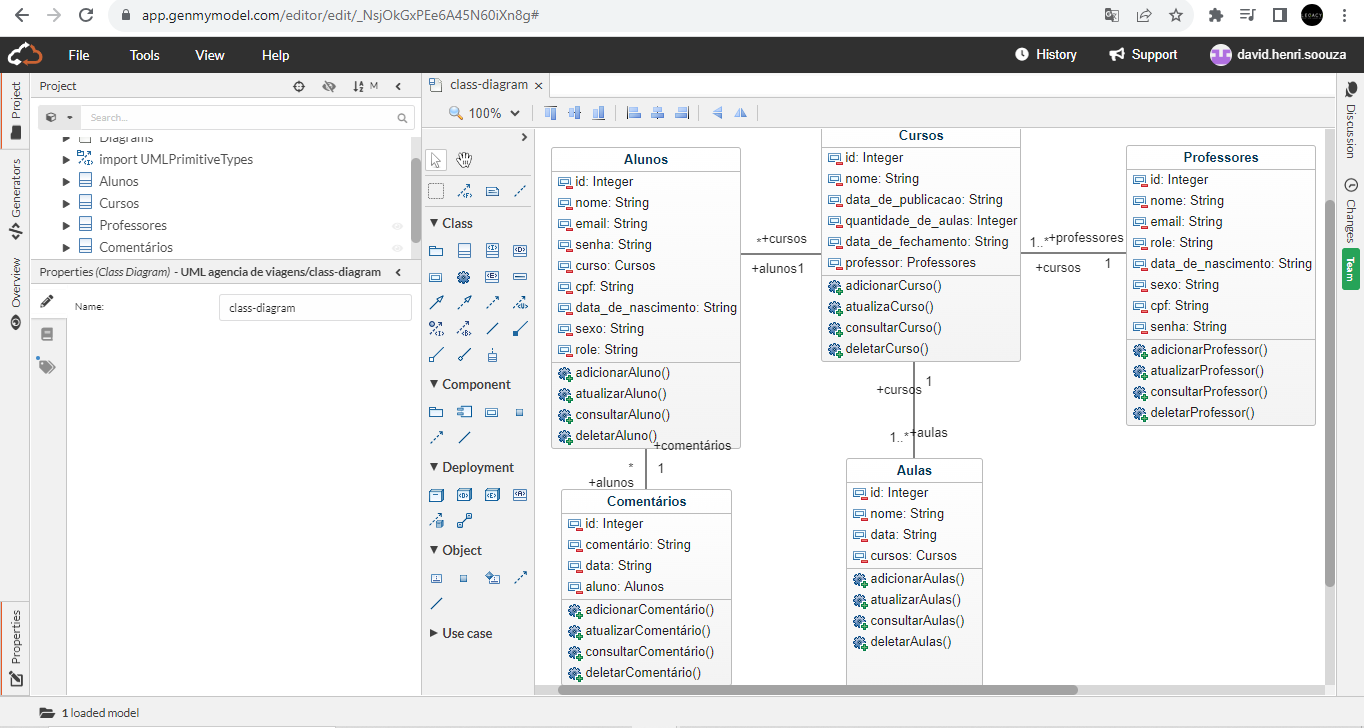 app.genmymodel.com/editor/edit/_NsjOkGxPEe6A45N60iXn8g#
File Tools View Help History Support david.henri.soouza
Project
Generators
Overview
Properties
Project M
Search...
Diagrams
import UMLPrimitiveTypes
Alunos
Cursos
Professores
Comentários
Properties (Class Diagram) - UML agencia de viagens/class-diagram
Name: class-diagram
class-diagram
100%
Class
Component
Deployment
Object
Use case
Alunos
id: Integer
nome: String
email: String
senha: String
curso: Cursos
cpf: String
data_de_nascimento: String
sexo: String
role: String
adicionarAluno()
atualizarAluno()
consultarAluno()
deletarAluno()
*+cursos
+alunos1
Cursos
id: Integer
nome: String
data_de_publicacao: String
quantidade_de_aulas: Integer
data_de_fechamento: String
professor: Professores
adicionarCurso()
atualizaCurso()
consultarCurso()
deletarCurso()
1..*+professores
+cursos 1
Professores
id: Integer
nome: String
email: String
role: String
data_de_nascimento: String
sexo: String
cpf: String
senha: String
adicionarProfessor()
atualizarProfessor()
consultarProfessor()
deletarProfessor()
+cursos 1
1..*+aulas
Aulas
id: Integer
nome: String
data: String
cursos: Cursos
adicionarAulas()
atualizarAulas()
consultarAulas()
deletarAulas()
+comentários
* 1
+alunos
Comentários
id: Integer
comentário: String
data: String
aluno: Alunos
adicionarComentário()
atualizarComentário()
consultarComentário()
deletarComentário()
Discussion
Changes
Team
1 loaded model